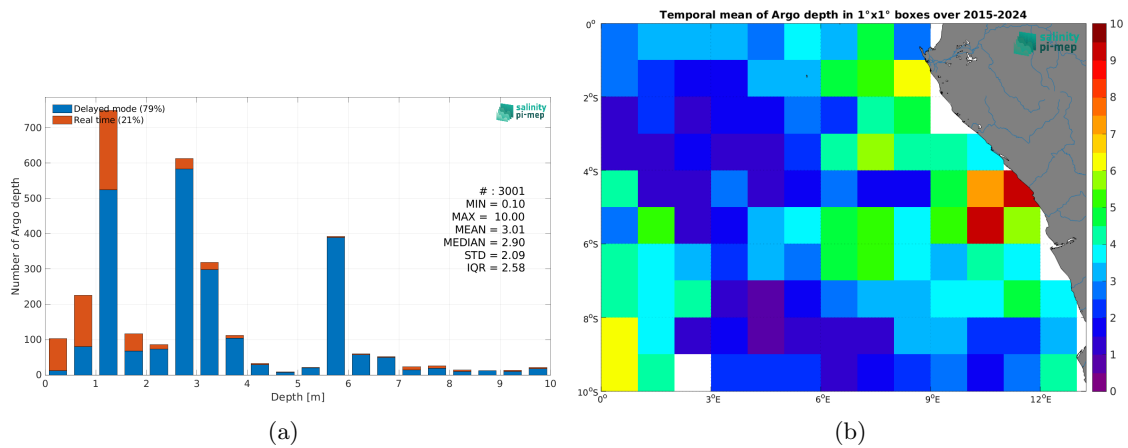 Temporal mean of Argo depth in 1°x1° boxes over 2015-2024
Delayed mode (79%)
Real time (21%)
salinity
pi-mep
# : 3001
MIN = 0.10
MAX = 10.00
MEAN = 3.01
MEDIAN = 2.90
STD = 2.09
IQR = 2.58
Number of Argo depth
0
100
200
300
400
500
600
700
0 1 2 3 4 5 6 7 8 9 10
Depth [m]
(a)
salinity
pi-mep
0°
2°S
4°S
6°S
8°S
10°S
0° 3°E 6°E 9°E 12°E
10
9
8
7
6
5
4
3
2
1
0
(b)